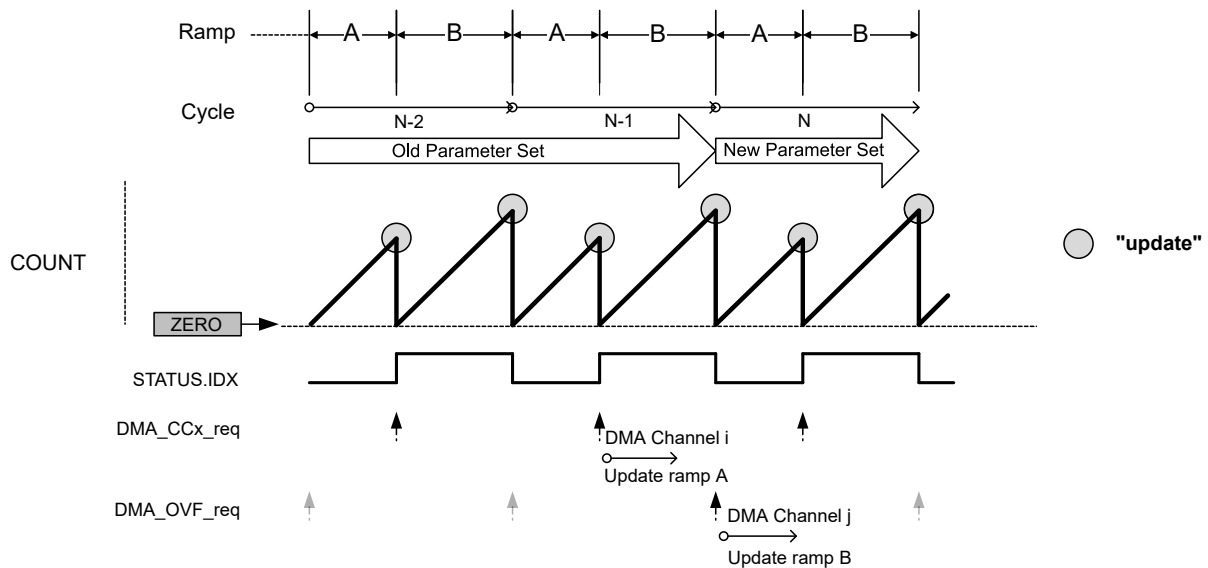 Ramp A B A B A B
Cycle
N-2 N-1 N
Old Parameter Set New Parameter Set
"update"
COUNT
ZERO
STATUS.IDX
DMA_CCx_req
DMA Channel i
Update ramp A
DMA_OVF_req
DMA Channel j
Update ramp B